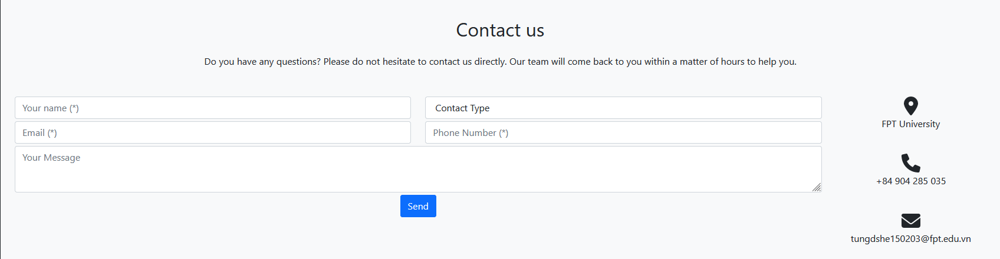 Contact us
Do you have any questions? Please do not hesitate to contact us directly. Our team will come back to you within a matter of hours to help you.
Your name (*)
Contact Type
Email (*)
Phone Number (*)
Your Message
Send
FPT University
+84 904 285 035
tungdshe150203@fpt.edu.vn